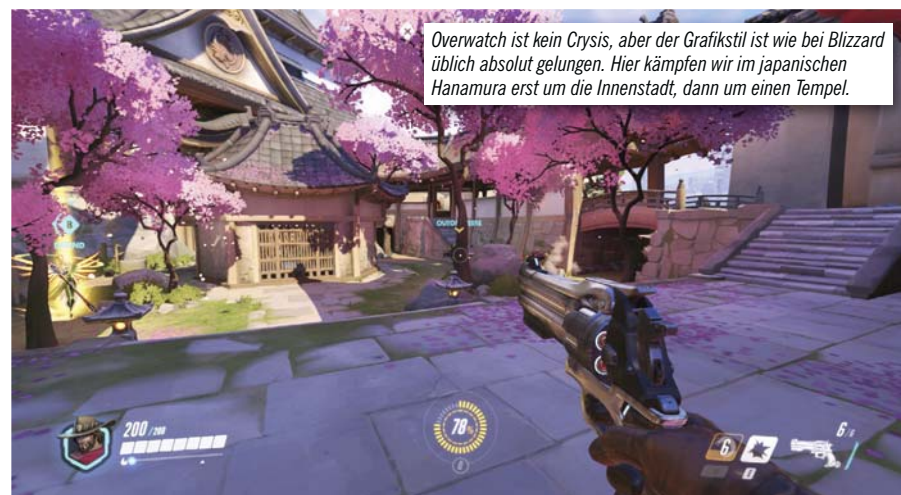 Overwatch ist kein Crysis, aber der Grafikstil ist wie bei Blizzard
üblich absolut gelungen. Hier kämpfen wir im japanischen
Hanamura erst um die Innenstadt, dann um einen Tempel.
200/200
78%
6
6/6